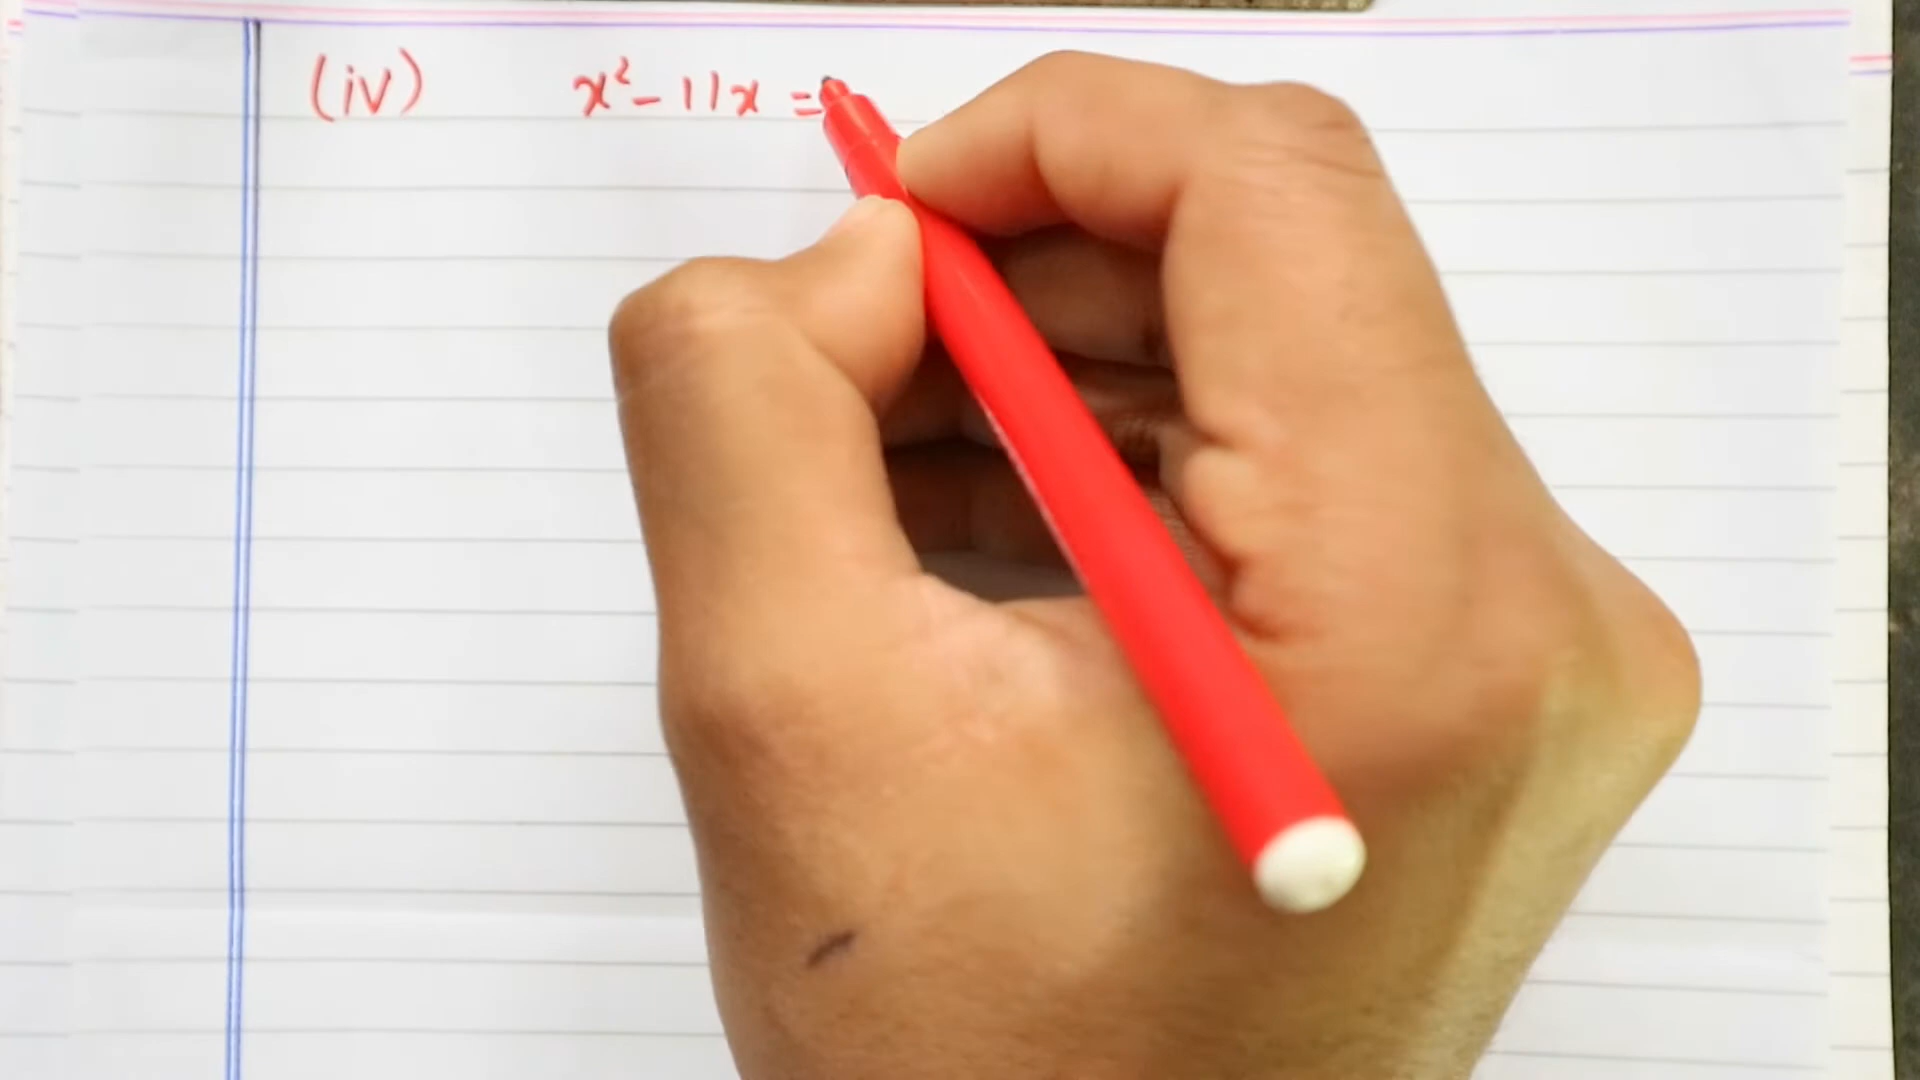 (iv) x² - 11x =